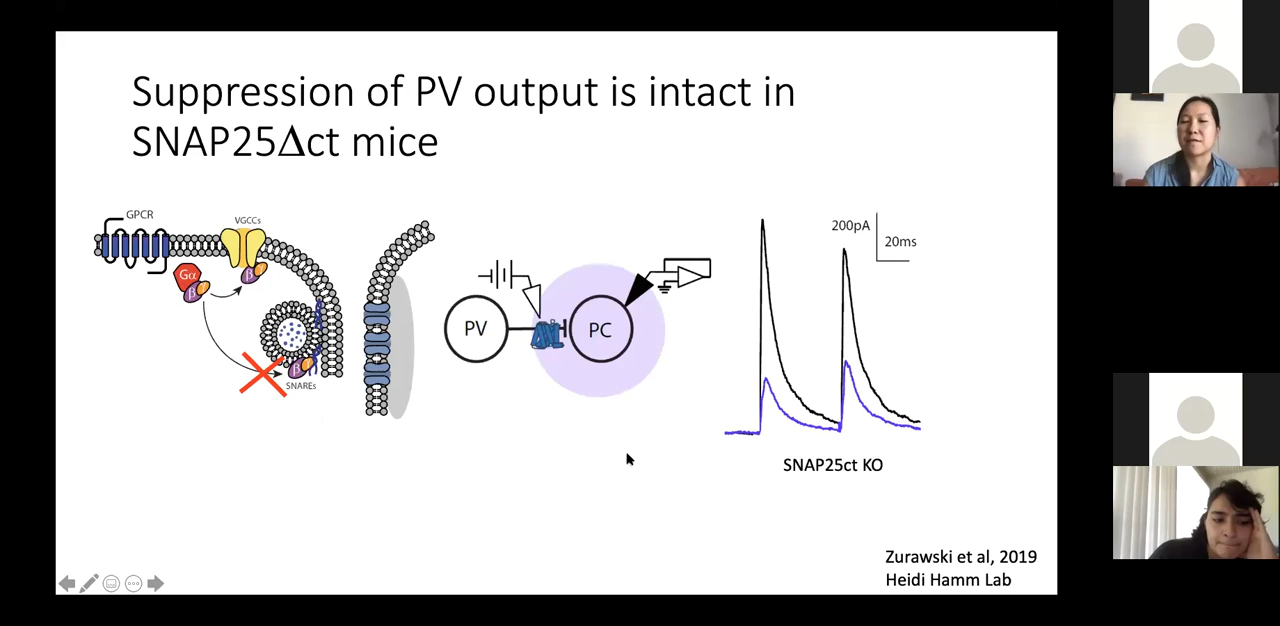 Suppression of PV output is intact in
SNAP25Δct mice
GPCR
VGCCs
Gα
β γ
β γ
β γ
SNAREs
PV
PC
200pA
20ms
SNAP25ct KO
Zurawski et al, 2019
Heidi Hamm Lab